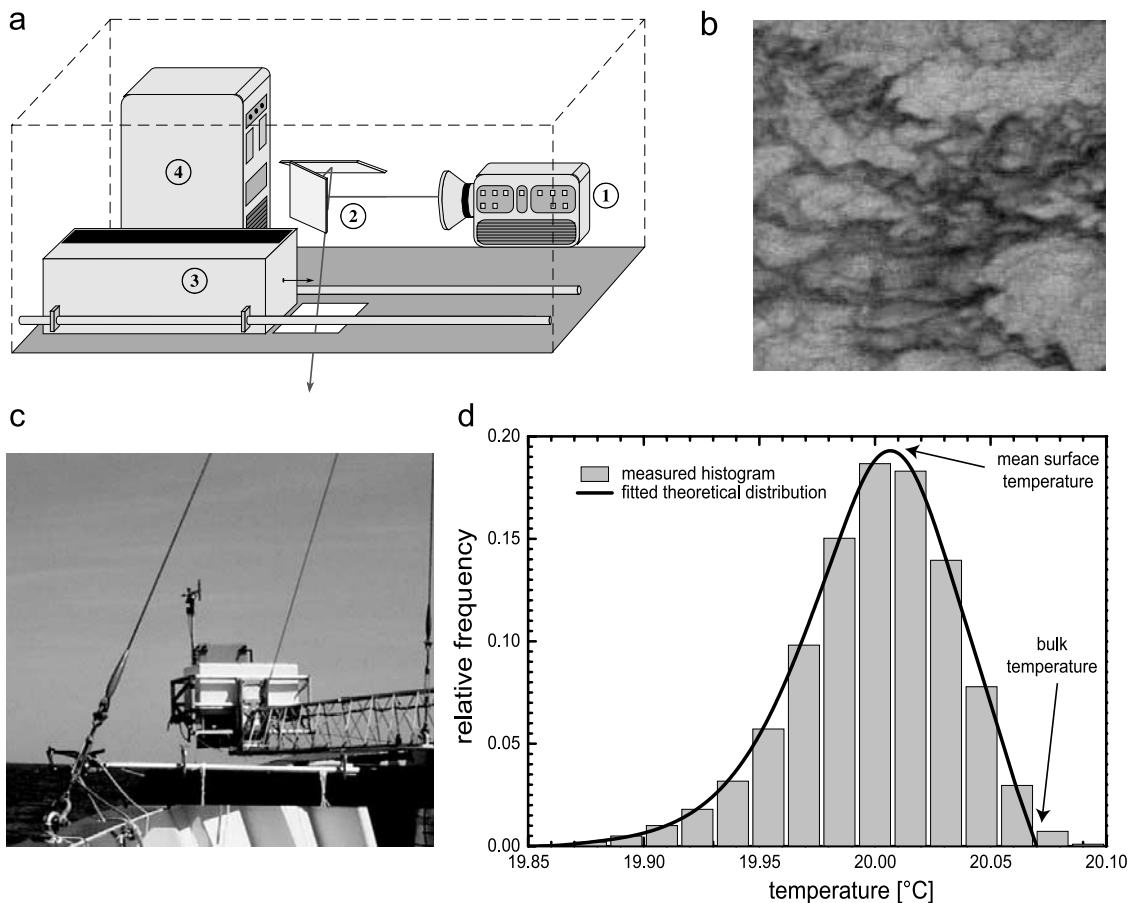 a
1
2
3
4
b
c
d
0.20
0.15
0.10
0.05
0.00
relative frequency
measured histogram
fitted theoretical distribution
mean surface
temperature
bulk
temperature
19.85
19.90
19.95
20.00
20.05
20.10
temperature [°C]